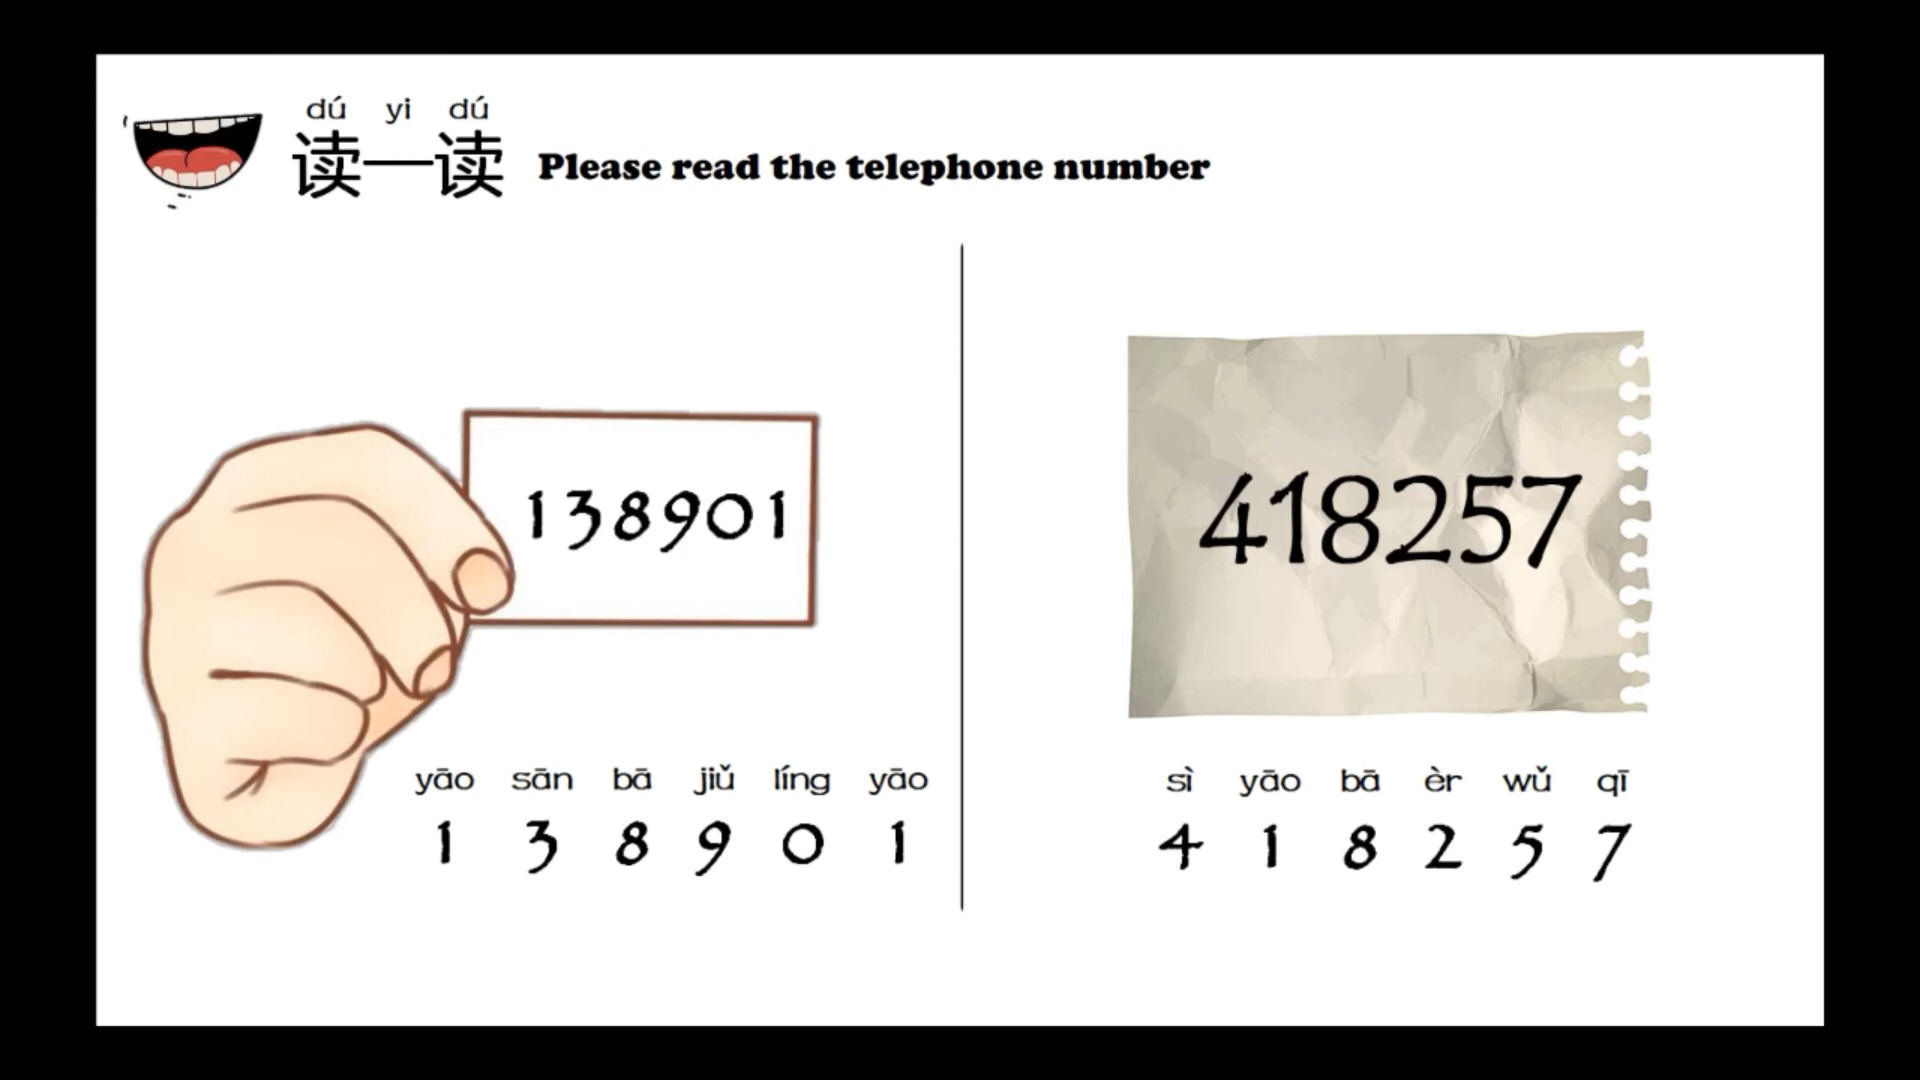 dú yi dú
读一读 Please read the telephone number
138901
yāo sān bā jiǔ líng yāo
1 3 8 9 0 1
418257
sì yāo bā èr wǔ qī
4 1 8 2 5 7